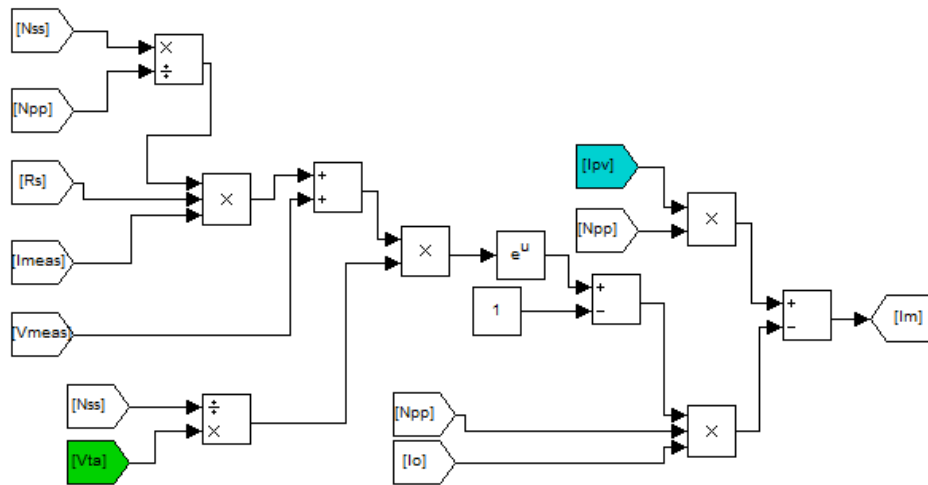 [Nss]
×
÷
[Npp]
[Rs]
×
[Imeas]
+
+
[Vmeas]
×
[Nss]
÷
×
[Vta]
e^u
1
+
−
[Ipv]
[Npp]
×
[Npp]
[Io]
×
+
−
[Im]